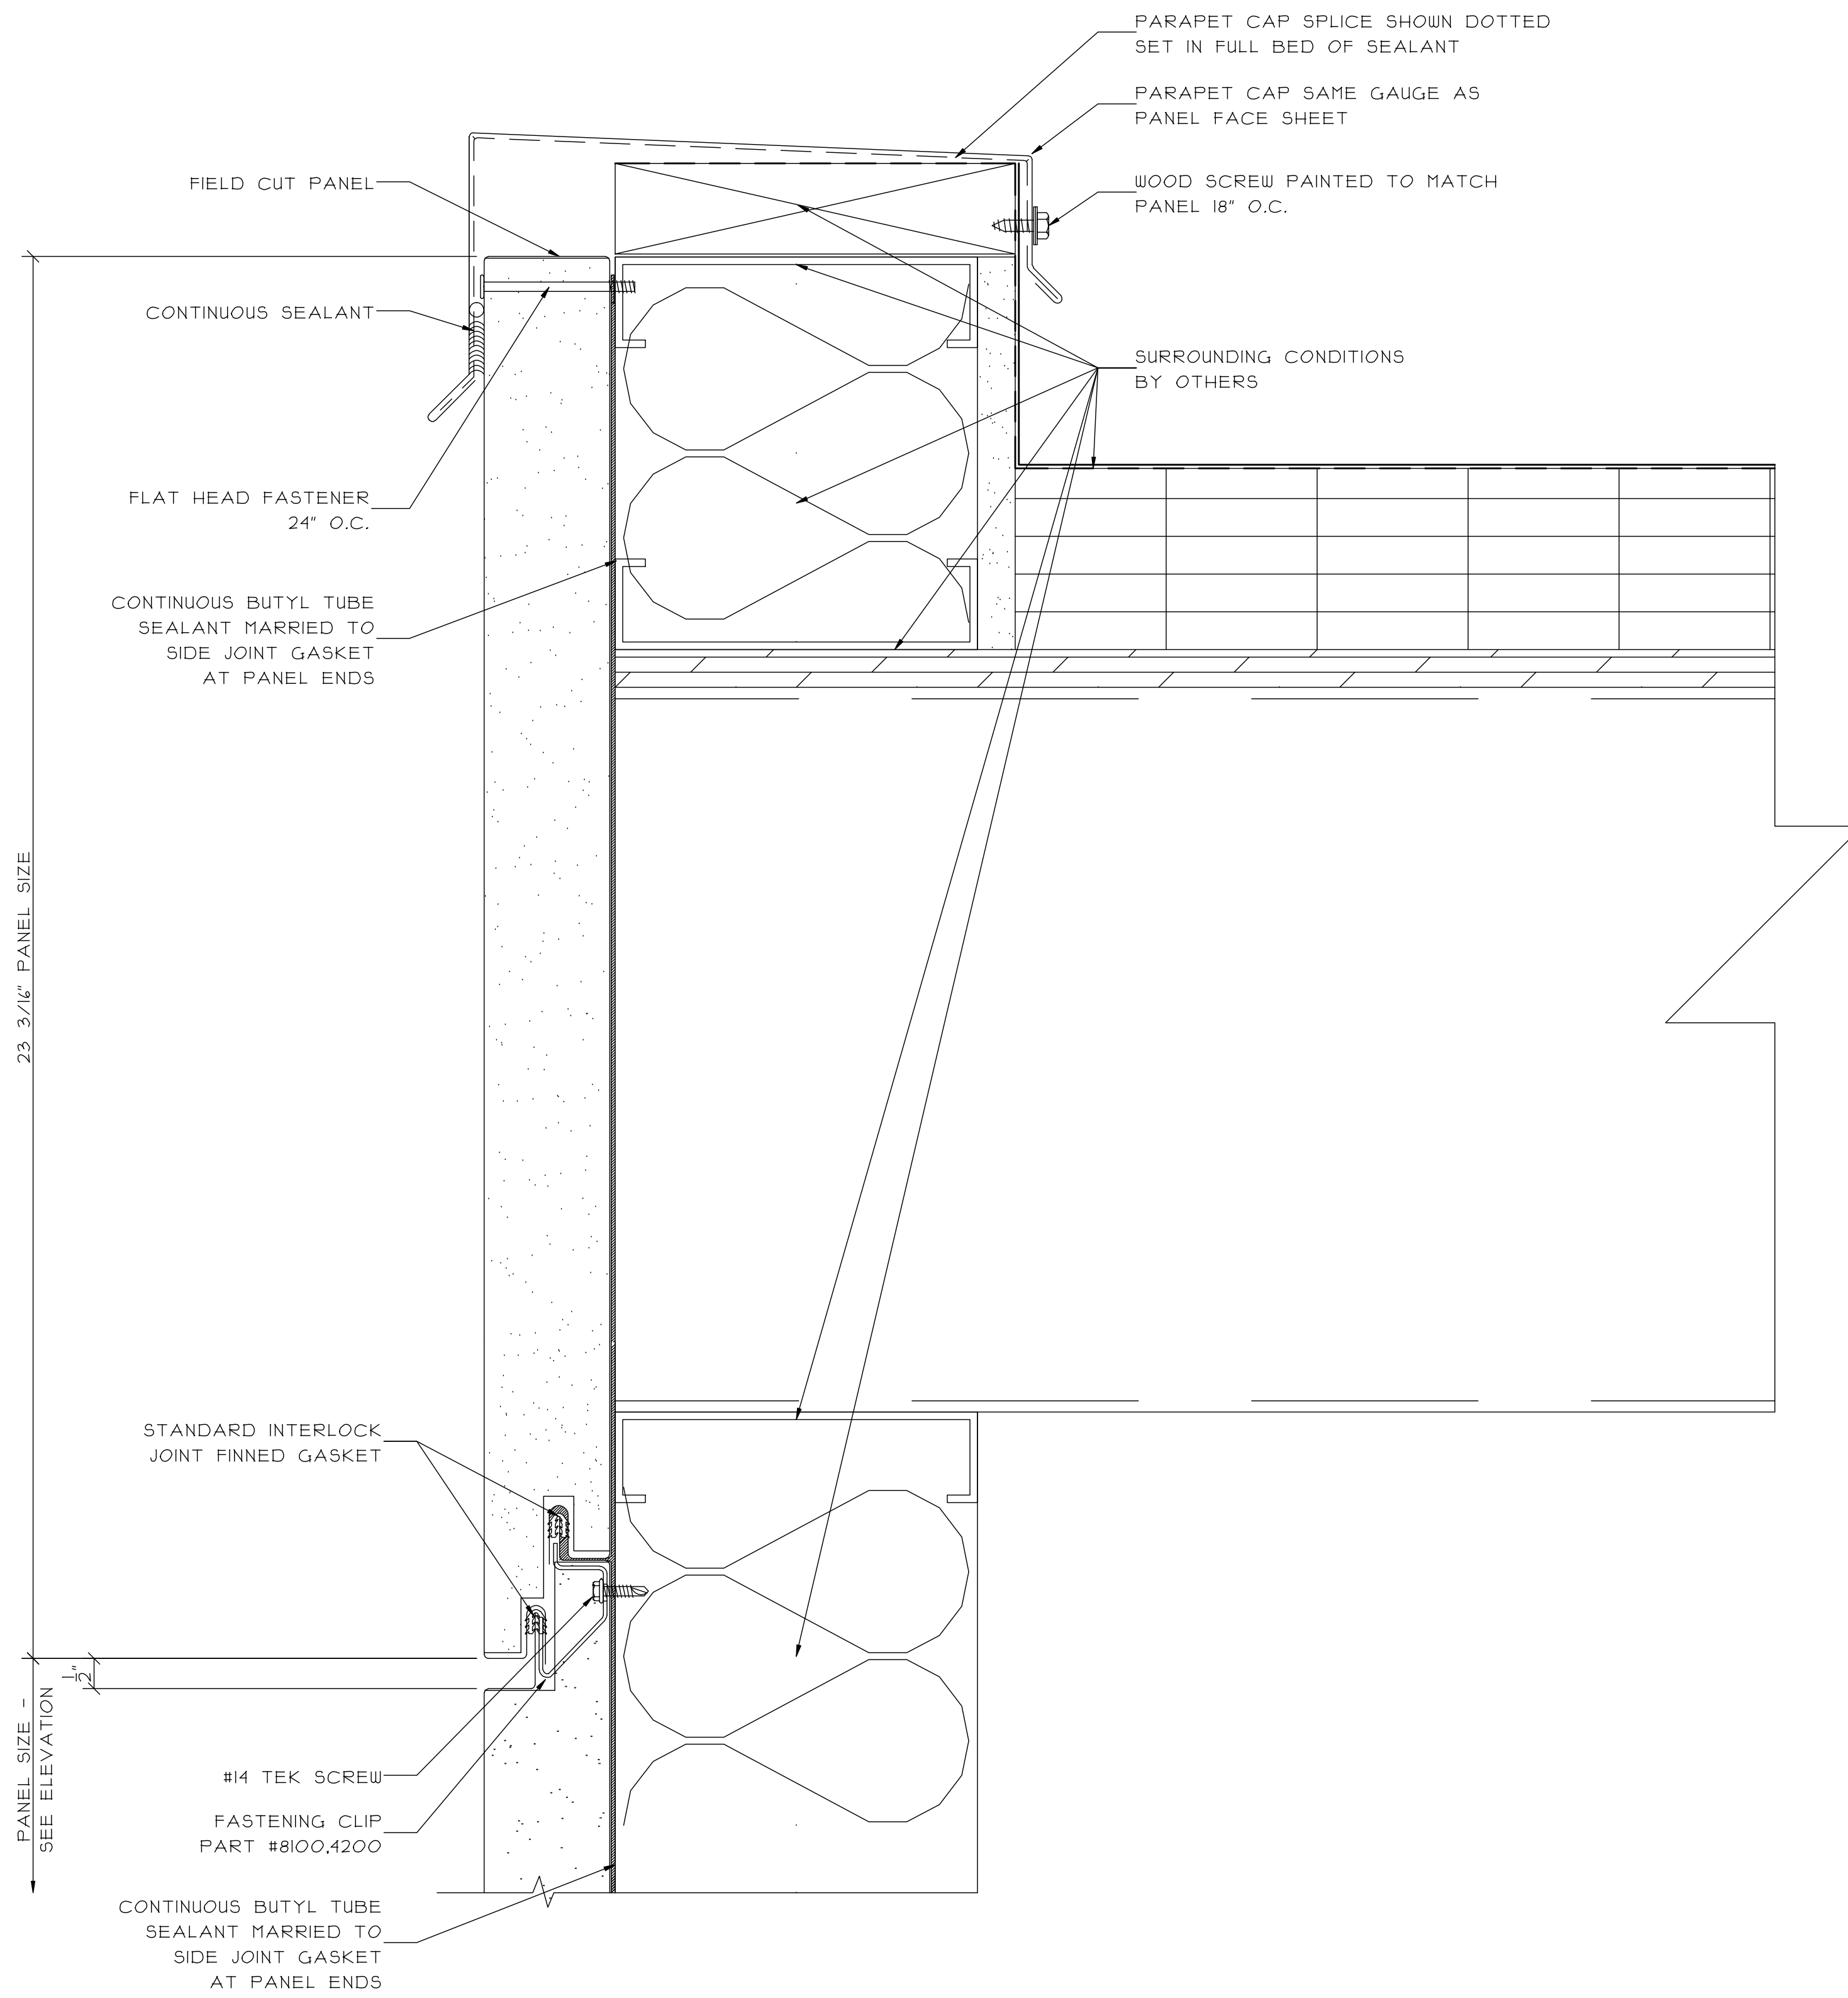 PARAPET CAP SPLICE SHOWN DOTTED
SET IN FULL BED OF SEALANT
PARAPET CAP SAME GAUGE AS
PANEL FACE SHEET
WOOD SCREW PAINTED TO MATCH
PANEL 18" O.C.
FIELD CUT PANEL
CONTINUOUS SEALANT
SURROUNDING CONDITIONS
BY OTHERS
FLAT HEAD FASTENER
24" O.C.
CONTINUOUS BUTYL TUBE
SEALANT MARRIED TO
SIDE JOINT GASKET
AT PANEL ENDS
23 3/16" PANEL SIZE
STANDARD INTERLOCK
JOINT FINNED GASKET
1/2"
PANEL SIZE -
SEE ELEVATION
#14 TEK SCREW
FASTENING CLIP
PART #8100,4200
CONTINUOUS BUTYL TUBE
SEALANT MARRIED TO
SIDE JOINT GASKET
AT PANEL ENDS